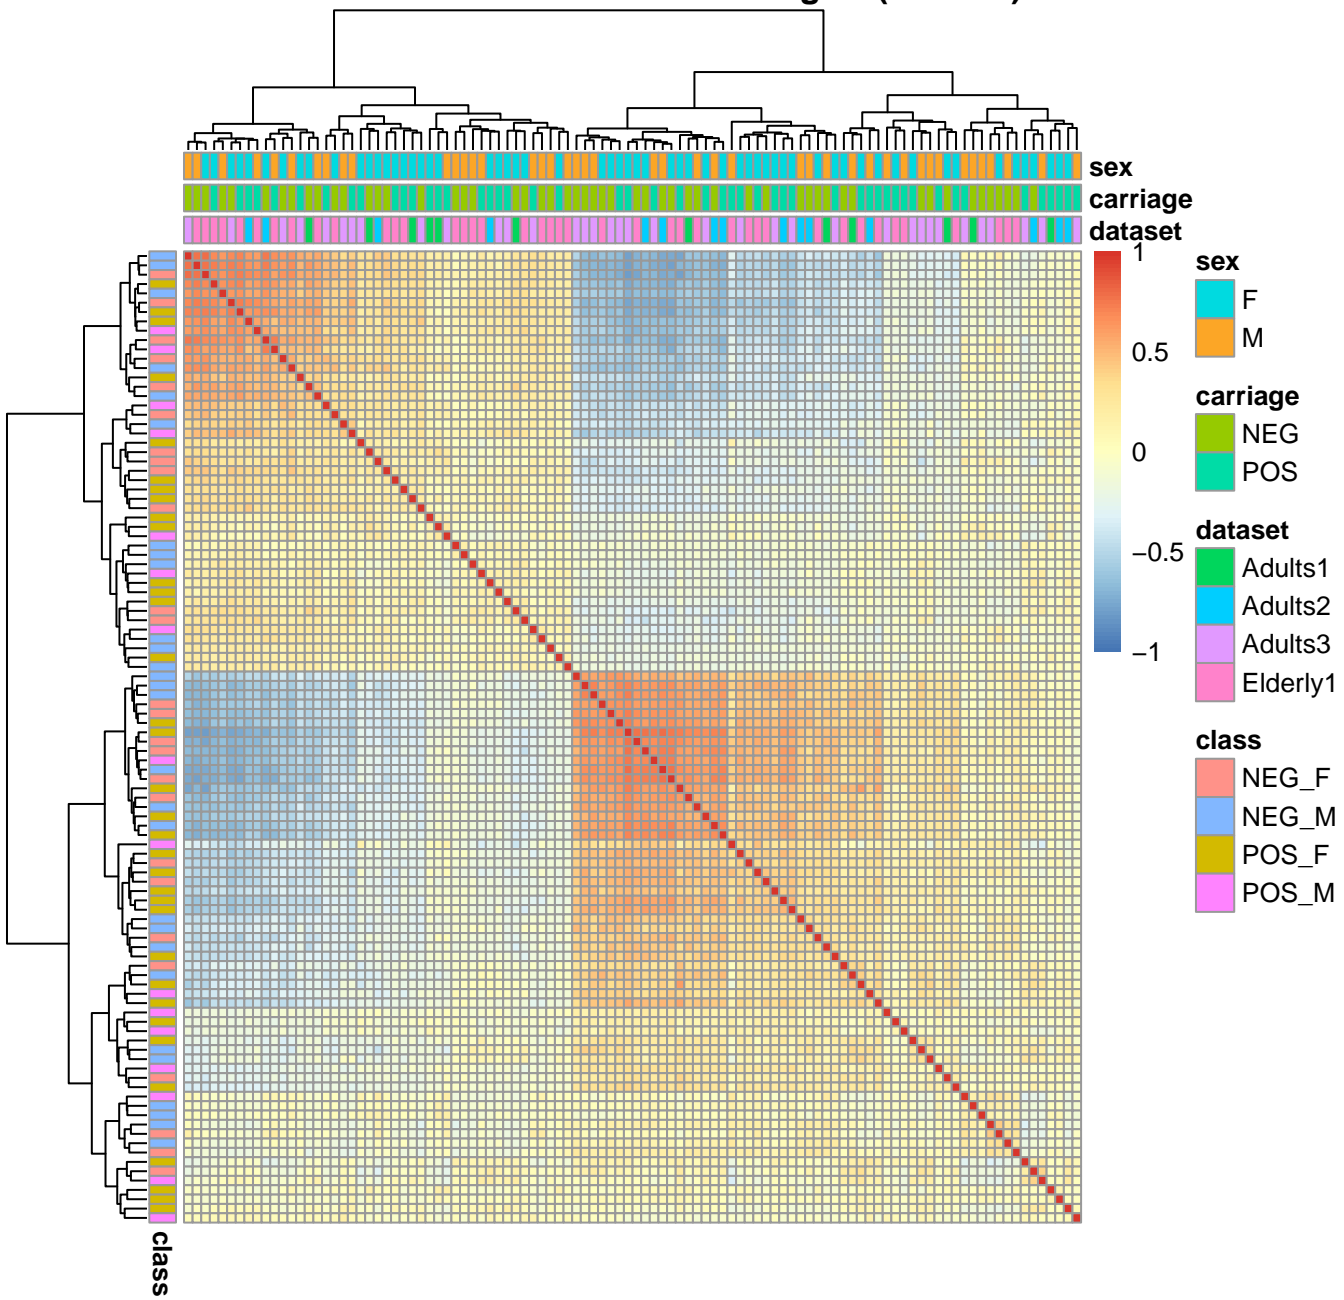 sex
carriage
dataset
1
0.5
0
−0.5
−1
sex
F
M
carriage
NEG
POS
dataset
Adults1
Adults2
Adults3
Elderly1
class
NEG_F
NEG_M
POS_F
POS_M
class